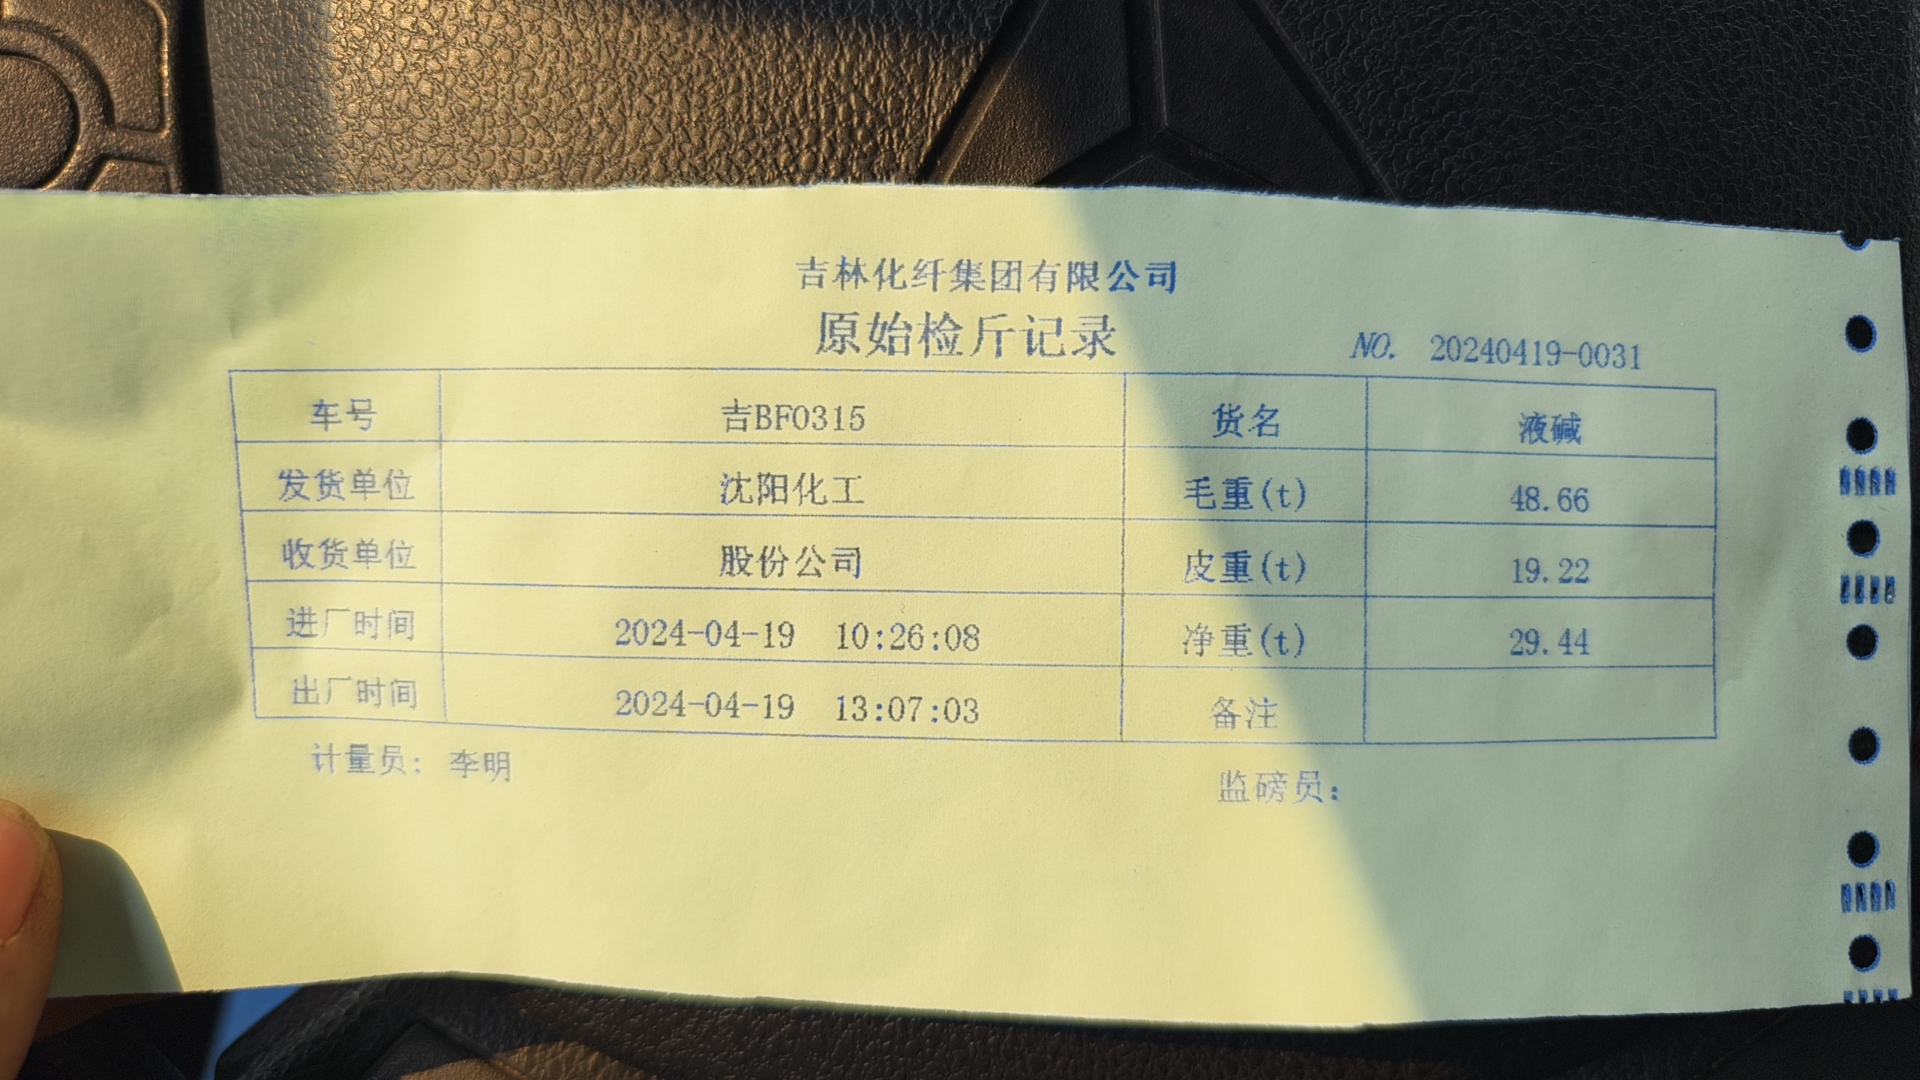 吉林化纤集团有限公司
原始检斤记录
NO. 20240419-0031
车号 吉BF0315 货名 液碱
发货单位 沈阳化工 毛重(t) 48.66
收货单位 股份公司 皮重(t) 19.22
进厂时间 2024-04-19 10:26:08 净重(t) 29.44
出厂时间 2024-04-19 13:07:03 备注
计量员: 李明 监磅员: